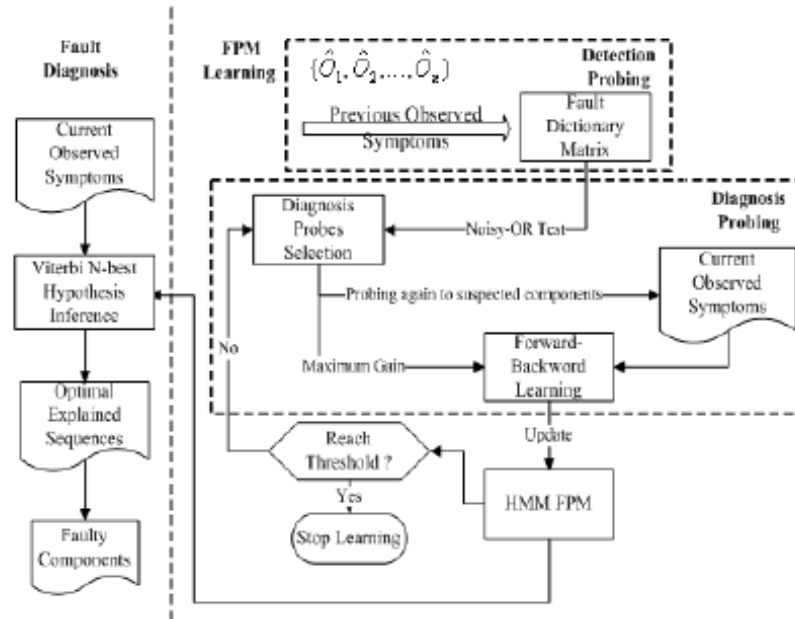 Fault
Diagnosis
Current
Observed
Symptoms
Viterbi N-best
Hypothesis
Inference
Optimal
Explained
Sequences
Faulty
Components
FPM
Learning
{Ô₁, Ô₂, ..., Ô_z}
Detection
Probing
Previous Observed
Symptoms
Fault
Dictionary
Matrix
Diagnosis
Probing
Diagnosis
Probes
Selection
Noisy-OR Test
Current
Observed
Symptoms
Probing again to suspected components
No
Maximum Gain
Forward-
Backword
Learning
Update
Reach
Threshold ?
HMM FPM
Yes
Stop Learning